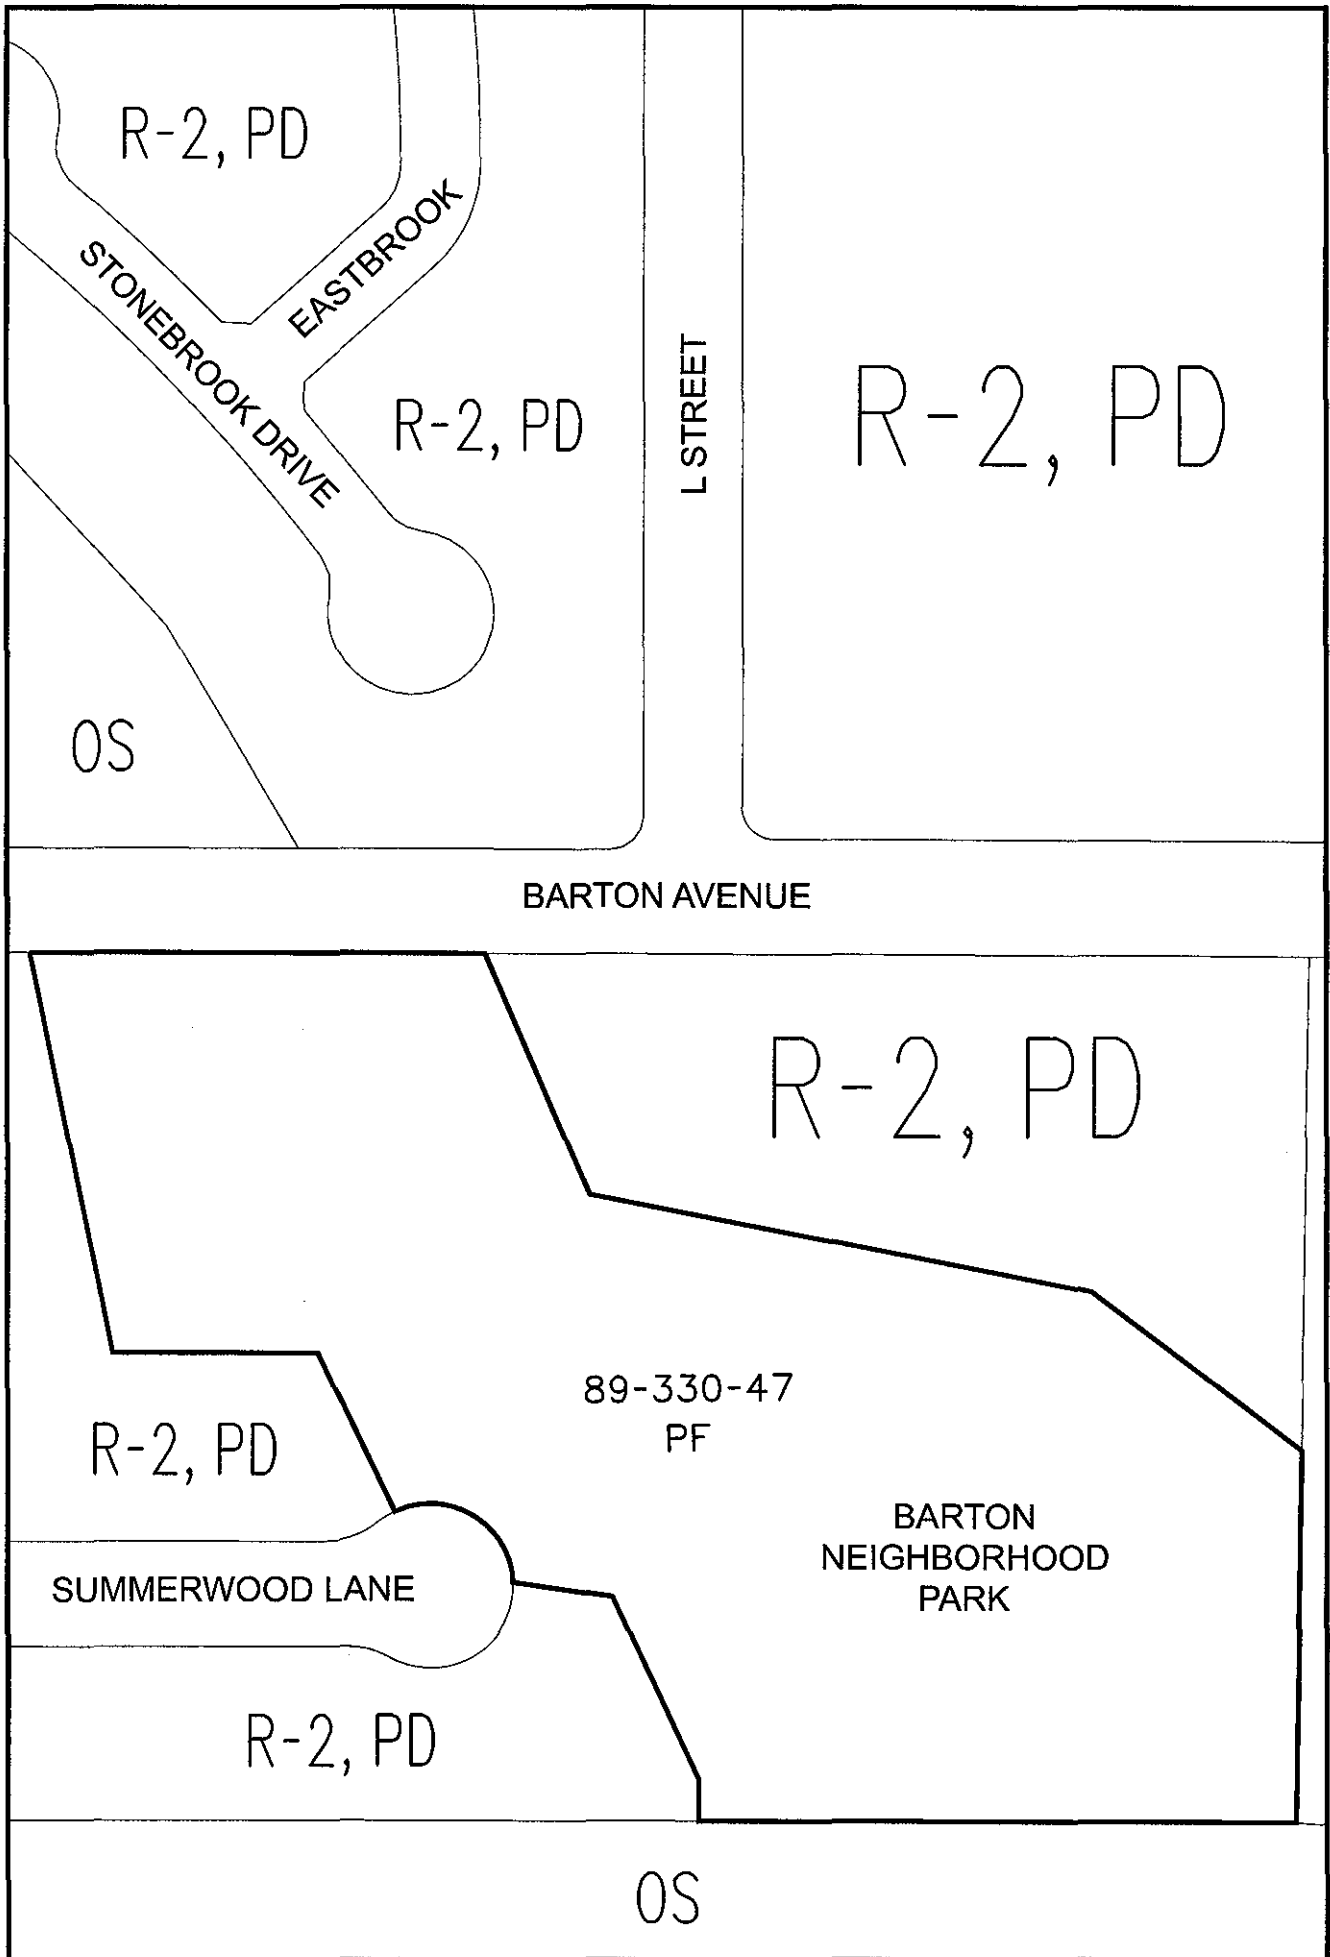 R-2, PD
EASTBROOK
STONEBROOK DRIVE
R-2, PD
L STREET
R-2, PD
OS
BARTON AVENUE
R-2, PD
89-330-47
PF
R-2, PD
BARTON
NEIGHBORHOOD
PARK
SUMMERWOOD LANE
R-2, PD
OS